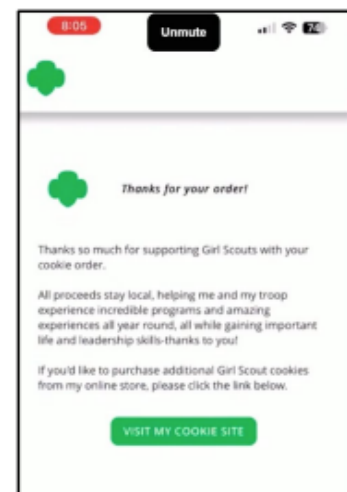 8:05
Unmute
74
Thanks for your order!
Thanks so much for supporting Girl Scouts with your
cookie order.
All proceeds stay local, helping me and my troop
experience incredible programs and amazing
experiences all year round, all while gaining important
life and leadership skills-thanks to you!
If you'd like to purchase additional Girl Scout cookies
from my online store, please click the link below.
VISIT MY COOKIE SITE